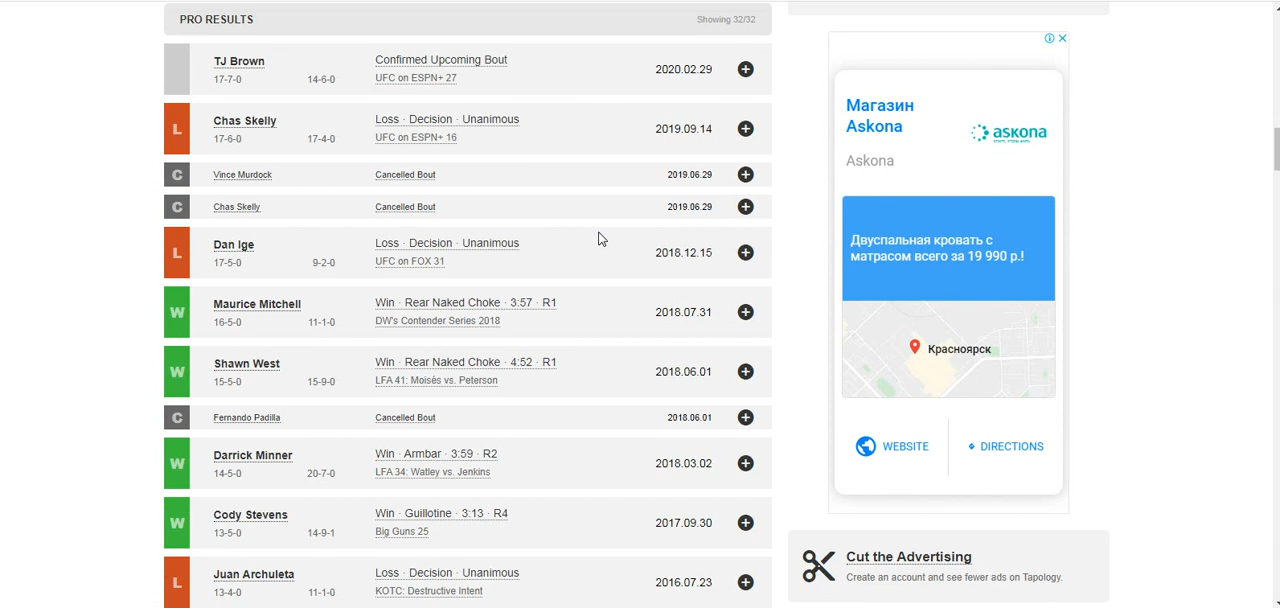 PRO RESULTS
Showing 32/32
TJ Brown
Confirmed Upcoming Bout
2020.02.29
17-7-0 14-6-0
UFC on ESPN+ 27
L
Chas Skelly
Loss · Decision · Unanimous
2019.09.14
17-6-0 17-4-0
UFC on ESPN+ 16
C Vince Murdock Cancelled Bout 2019.06.29
C Chas Skelly Cancelled Bout 2019.06.29
L
Dan Ige
Loss · Decision · Unanimous
2018.12.15
17-5-0 9-2-0
UFC on FOX 31
W
Maurice Mitchell
Win · Rear Naked Choke · 3:57 · R1
2018.07.31
16-5-0 11-1-0
DW's Contender Series 2018
W
Shawn West
Win · Rear Naked Choke · 4:52 · R1
2018.06.01
15-5-0 15-9-0
LFA 41: Moisés vs. Peterson
C Fernando Padilla Cancelled Bout 2018.06.01
W
Darrick Minner
Win · Armbar · 3:59 · R2
2018.03.02
14-5-0 20-7-0
LFA 34: Watley vs. Jenkins
W
Cody Stevens
Win · Guillotine · 3:13 · R4
2017.09.30
13-5-0 14-9-1
Big Guns 25
L
Juan Archuleta
Loss · Decision · Unanimous
2016.07.23
13-4-0 11-1-0
KOTC: Destructive Intent
Магазин
Askona
askona
Askona
Двуспальная кровать с
матрасом всего за 19 990 р.!
Красноярск
WEBSITE
DIRECTIONS
Cut the Advertising
Create an account and see fewer ads on Tapology.